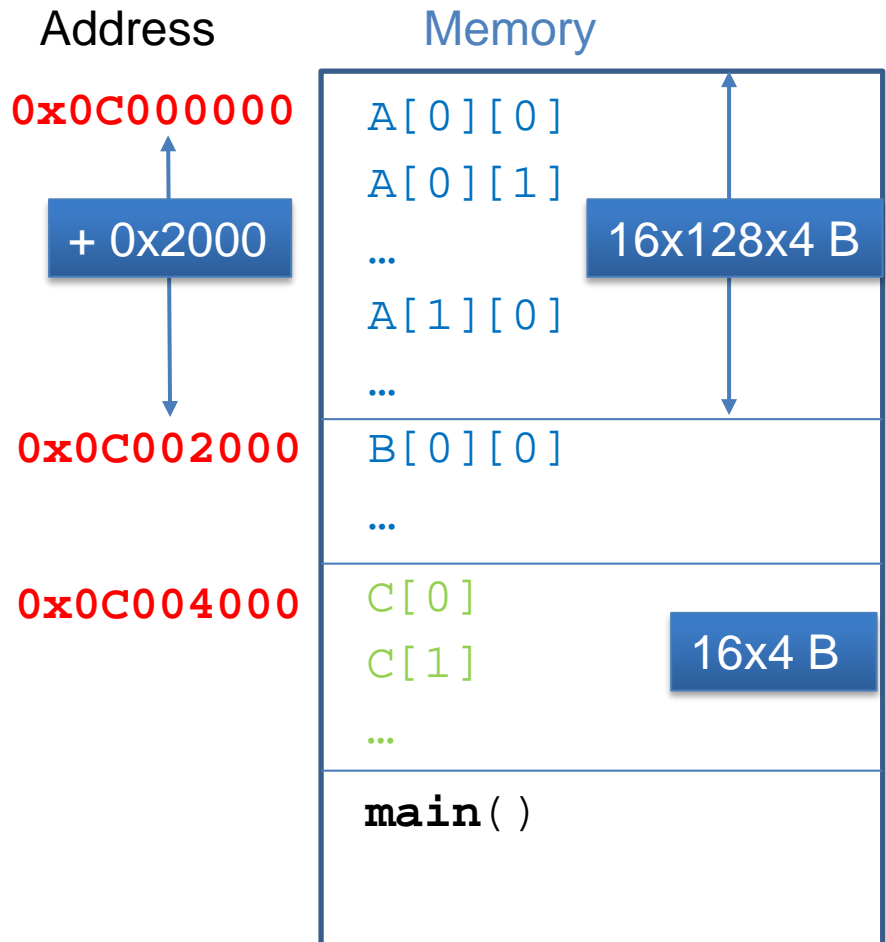 Address
Memory
0x0C000000
A[0][0]
A[0][1]
+ 0x2000
…
16x128x4 B
A[1][0]
…
0x0C002000
B[0][0]
…
0x0C004000
C[0]
C[1]
16x4 B
…
main()